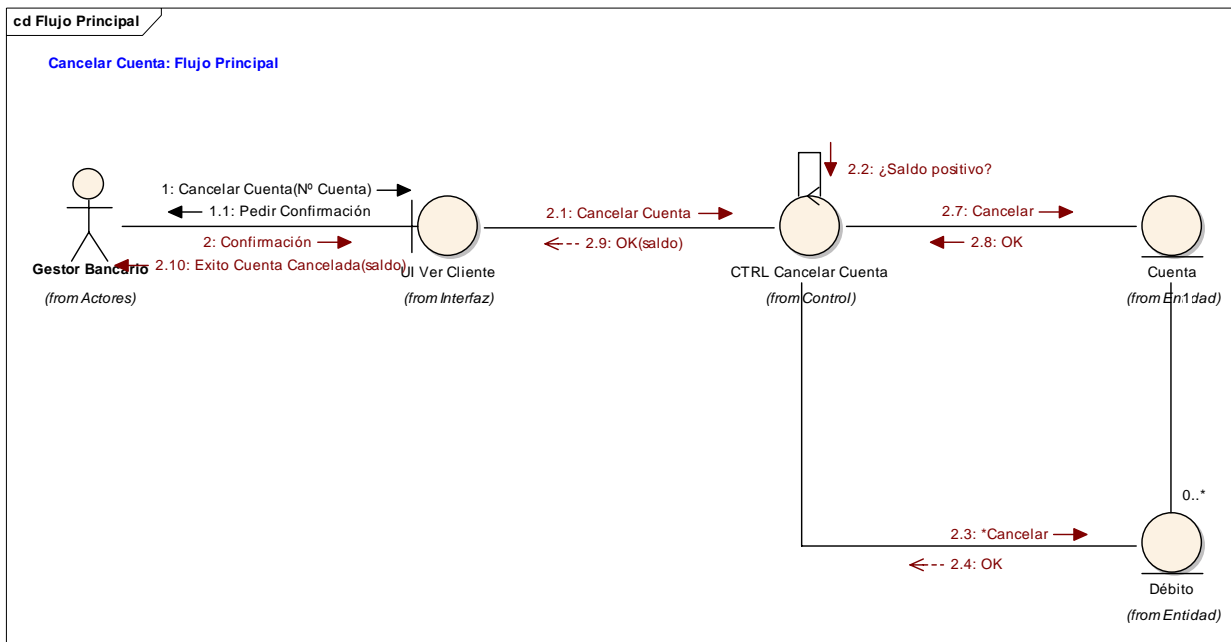 cd Flujo Principal
Cancelar Cuenta: Flujo Principal
2.2: ¿Saldo positivo?
1: Cancelar Cuenta(Nº Cuenta)
1.1: Pedir Confirmación
2.1: Cancelar Cuenta
2.7: Cancelar
2: Confirmación
2.9: OK(saldo)
2.8: OK
2.10: Exito Cuenta Cancelada(saldo)
Gestor Bancario
UI Ver Cliente
CTRL Cancelar Cuenta
Cuenta
(from Actores)
(from Interfaz)
(from Control)
(from Entidad)
1
0..*
2.3: *Cancelar
2.4: OK
Débito
(from Entidad)